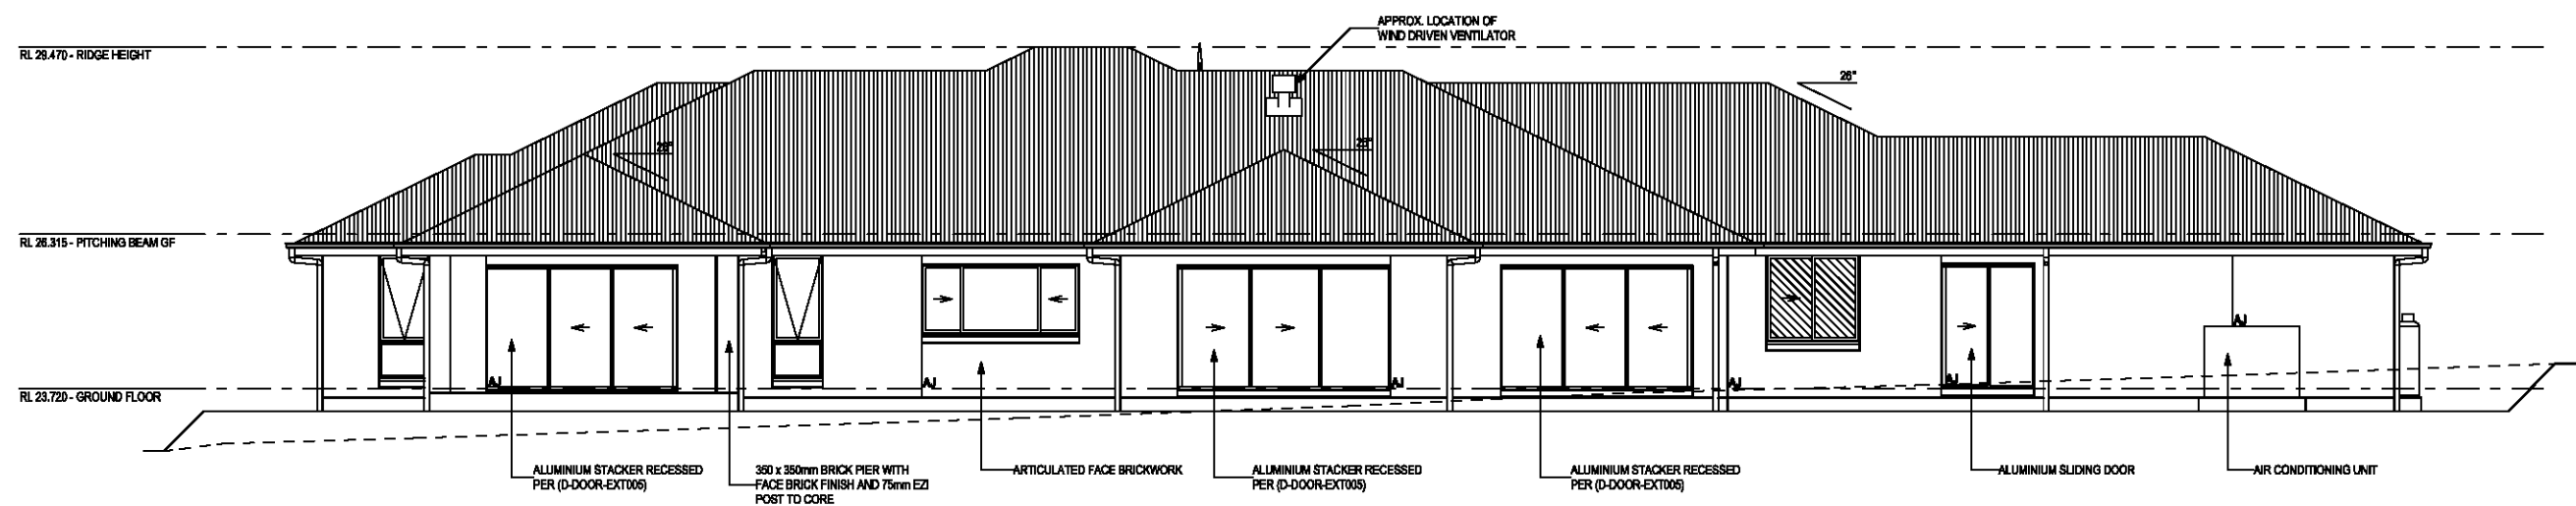 APPROX. LOCATION OF
WIND DRIVEN VENTILATOR
RL 29.470 - RIDGE HEIGHT
26°
26°
25°
RL 26.315 - PITCHING BEAM GF
AJ
AJ
AJ
AJ
AJ
AJ
RL 23.720 - GROUND FLOOR
ALUMINIUM STACKER RECESSED
PER (D-DOOR-EXT005)
350 x 350mm BRICK PIER WITH
FACE BRICK FINISH AND 75mm EZI
POST TO CORE
ARTICULATED FACE BRICKWORK
ALUMINIUM STACKER RECESSED
PER (D-DOOR-EXT005)
ALUMINIUM STACKER RECESSED
PER (D-DOOR-EXT005)
ALUMINIUM SLIDING DOOR
AIR CONDITIONING UNIT